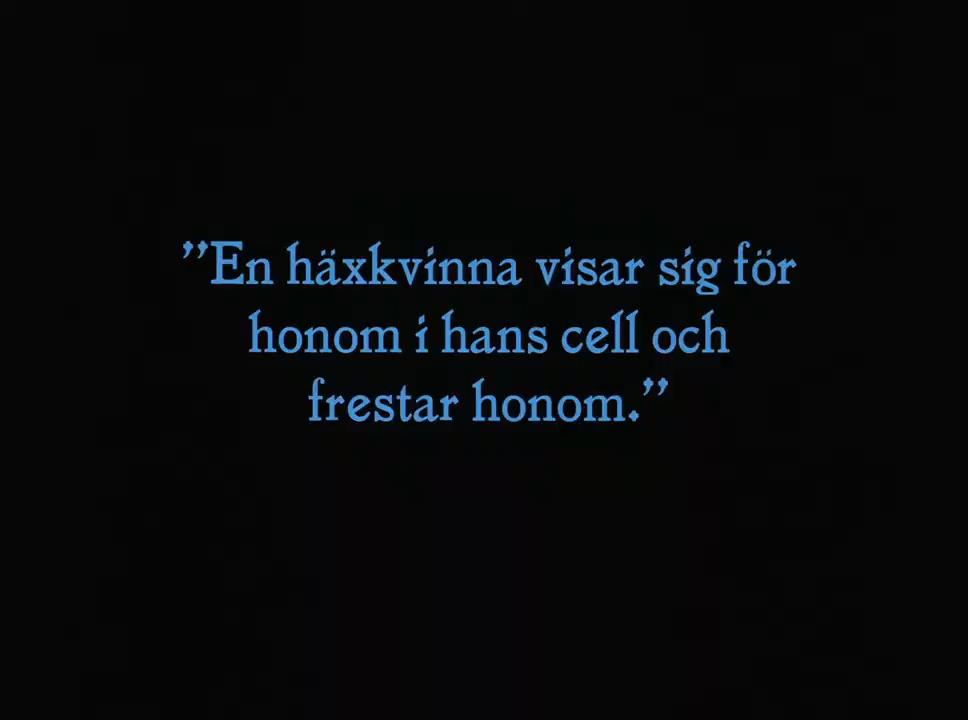 ”En häxkvinna visar sig för
honom i hans cell och
frestar honom.”